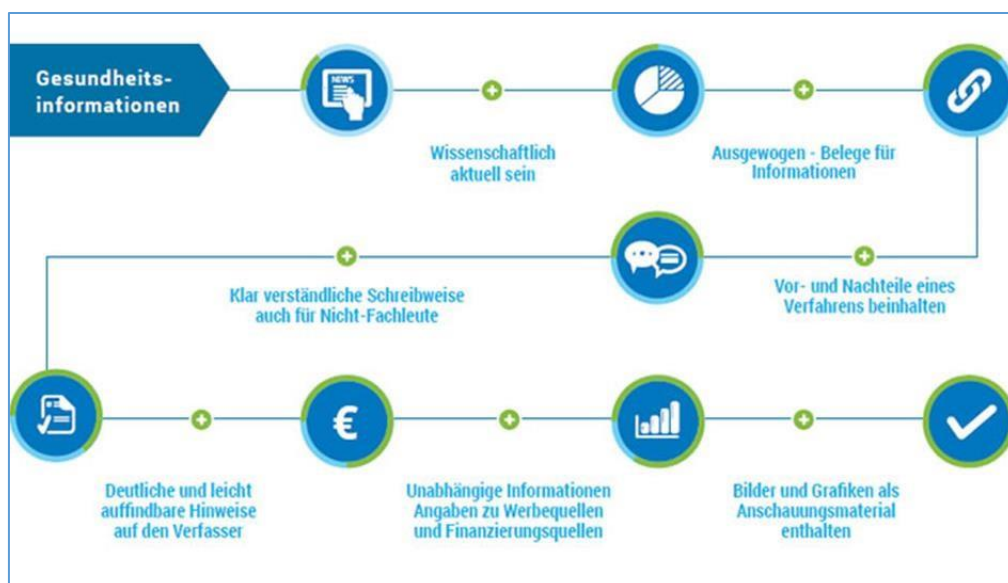 Gesundheits-
informationen
NEWS
Wissenschaftlich
aktuell sein
Ausgewogen - Belege für
Informationen
Vor- und Nachteile eines
Verfahrens beinhalten
Klar verständliche Schreibweise
auch für Nicht-Fachleute
€
Deutliche und leicht
auffindbare Hinweise
auf den Verfasser
Unabhängige Informationen
Angaben zu Werbequellen
und Finanzierungsquellen
Bilder und Grafiken als
Anschauungsmaterial
enthalten